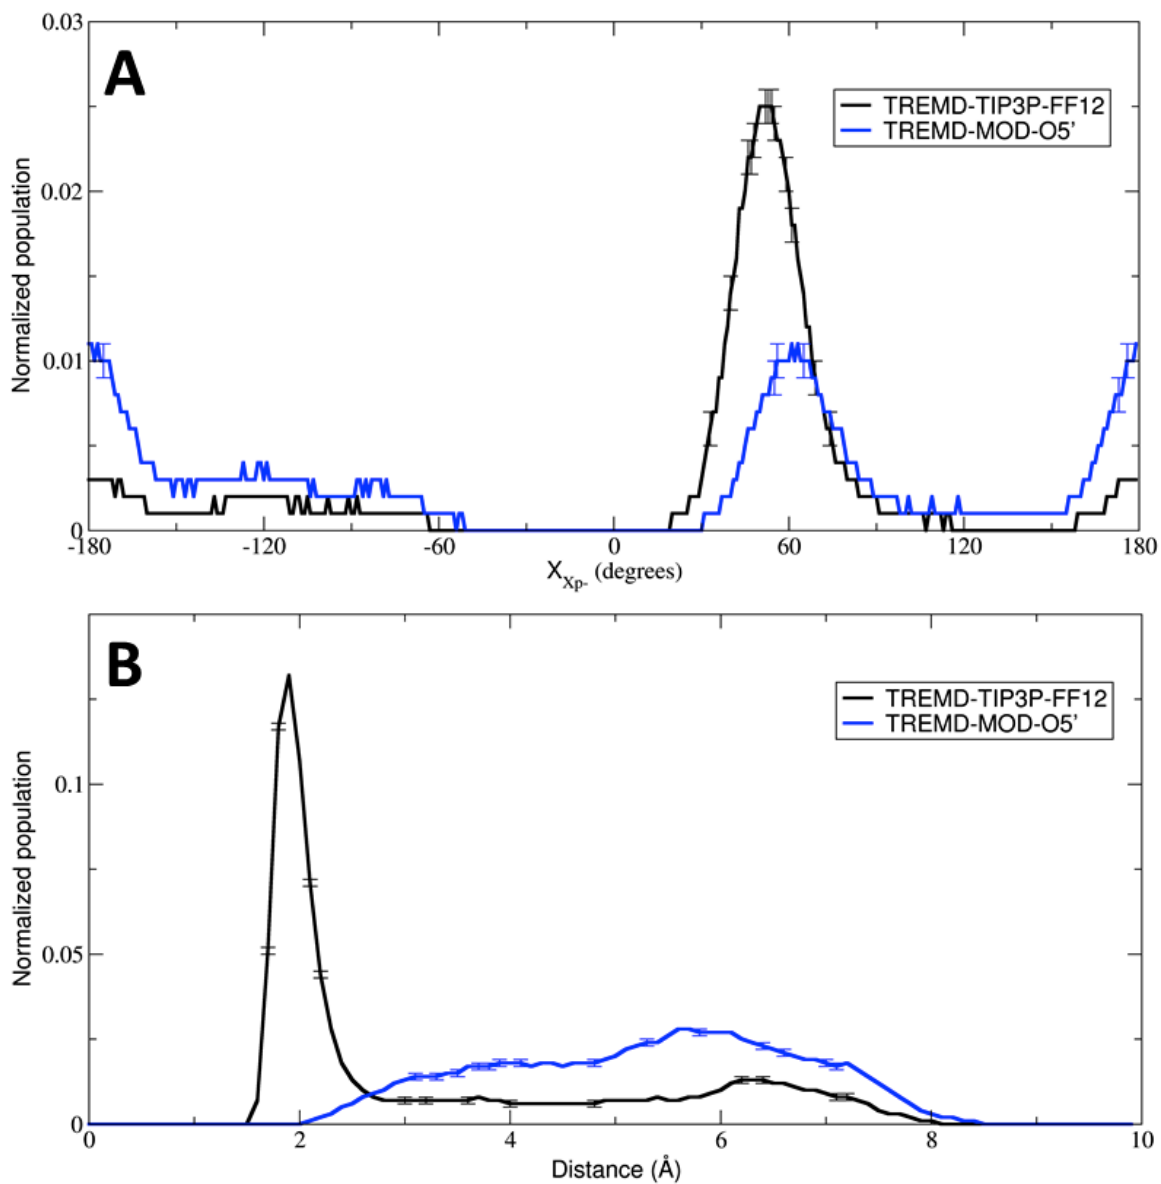 0.03
A
TREMD-TIP3P-FF12
TREMD-MOD-O5'
0.02
Normalized population
0.01
0
-180 -120 -60 0 60 120 180
X_Xp- (degrees)
B
TREMD-TIP3P-FF12
TREMD-MOD-O5'
0.1
Normalized population
0.05
0
0 2 4 6 8 10
Distance (Å)